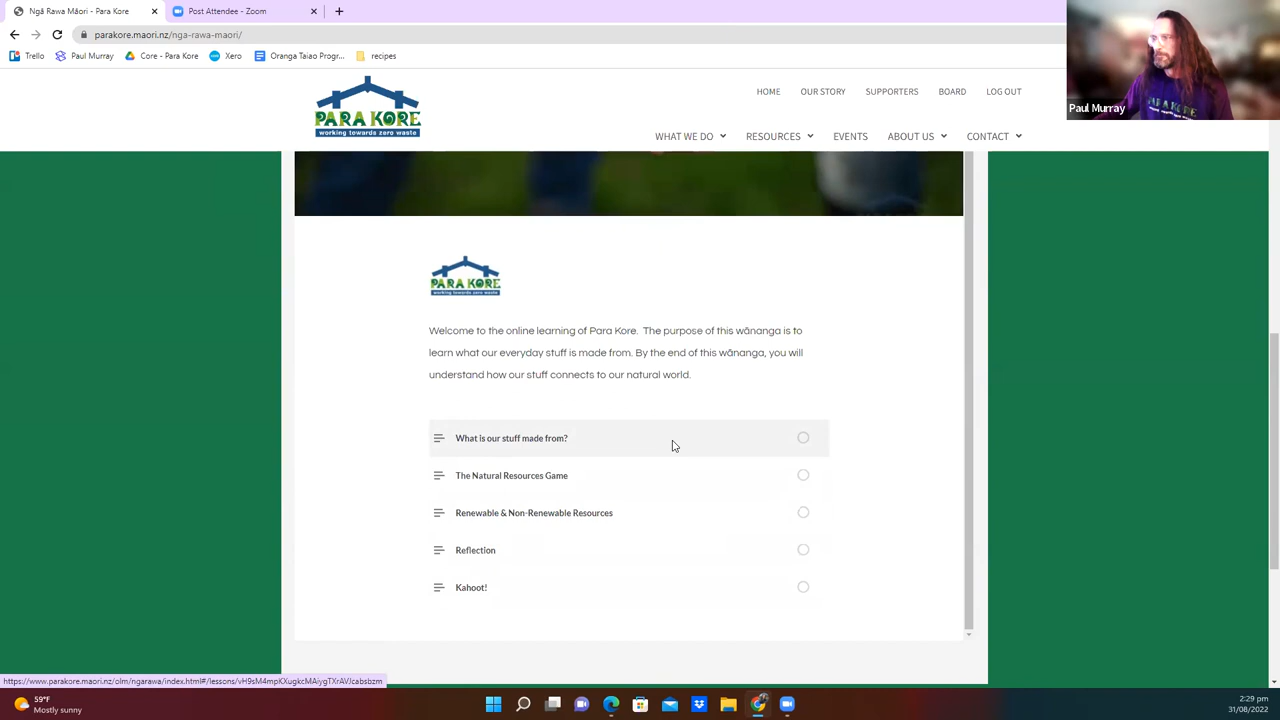 Ngā Rawa Māori - Para Kore
Post Attendee - Zoom
parakore.maori.nz/nga-rawa-maori/
Trello
Paul Murray
Core - Para Kore
Xero
Oranga Taiao Progr...
recipes
Paul Murray
PARA KORE
working towards zero waste
HOME
OUR STORY
SUPPORTERS
BOARD
LOG OUT
WHAT WE DO
RESOURCES
EVENTS
ABOUT US
CONTACT
PARA KORE
working towards zero waste
Welcome to the online learning of Para Kore. The purpose of this wānanga is to
learn what our everyday stuff is made from. By the end of this wānanga, you will
understand how our stuff connects to our natural world.
What is our stuff made from?
The Natural Resources Game
Renewable & Non-Renewable Resources
Reflection
Kahoot!
59°F
Mostly sunny
2:29 pm
31/08/2022